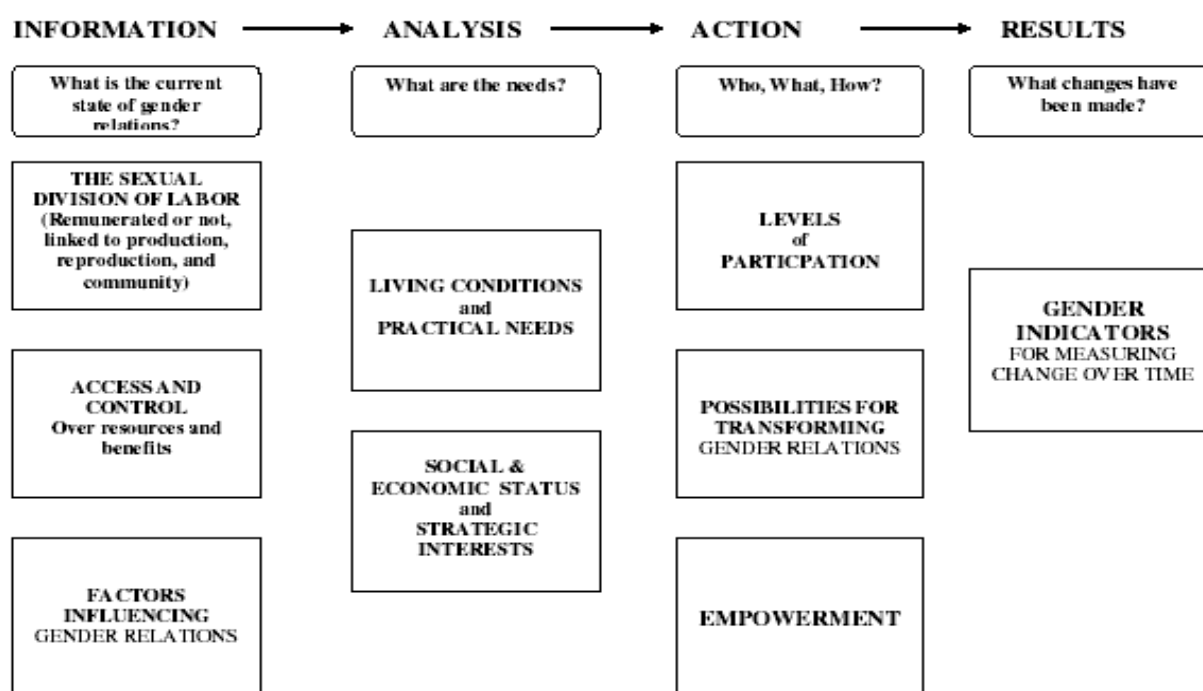 INFORMATION
ANALYSIS
ACTION
RESULTS
What is the current
state of gender
relations?
What are the needs?
Who, What, How?
What changes have
been made?
THE SEXUAL
DIVISION OF LABOR
(Remunerated or not,
linked to production,
reproduction, and
community)
ACCESS AND
CONTROL
Over resources and
benefits
FACTORS
INFLUENCING
GENDER RELATIONS
LIVING CONDITIONS
and
PRACTICAL NEEDS
SOCIAL &
ECONOMIC STATUS
and
STRATEGIC
INTERESTS
LEVELS
of
PARTICPATION
POSSIBILITIES FOR
TRANSFORMING
GENDER RELATIONS
EMPOWERMENT
GENDER
INDICATORS
FOR MEASURING
CHANGE OVER TIME